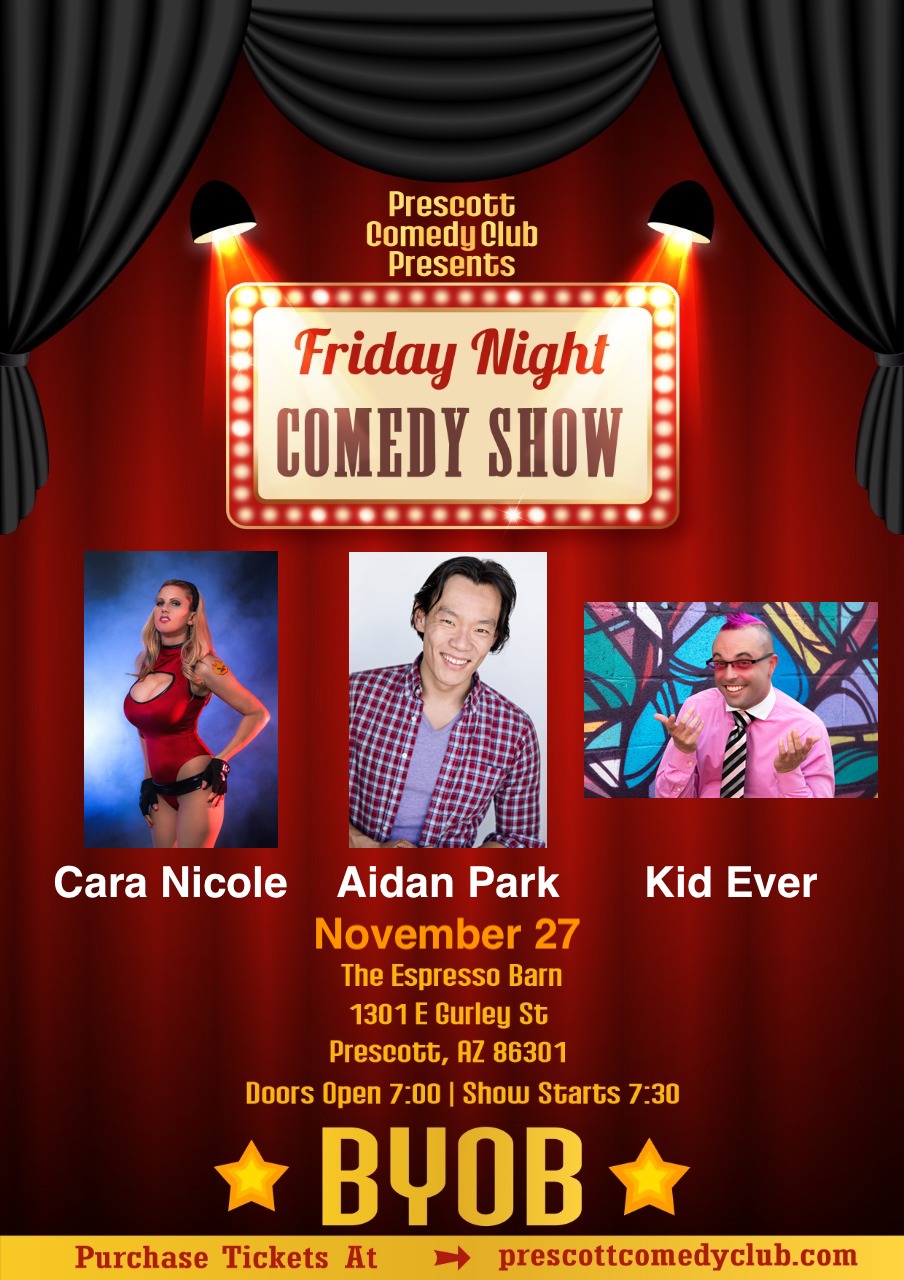 Prescott
Comedy Club
Presents
Friday Night
COMEDY SHOW
Cara Nicole
Aidan Park
Kid Ever
November 27
The Espresso Barn
1301 E Gurley St
Prescott, AZ 86301
Doors Open 7:00 | Show Starts 7:30
BYOB
Purchase Tickets At
prescottcomedyclub.com